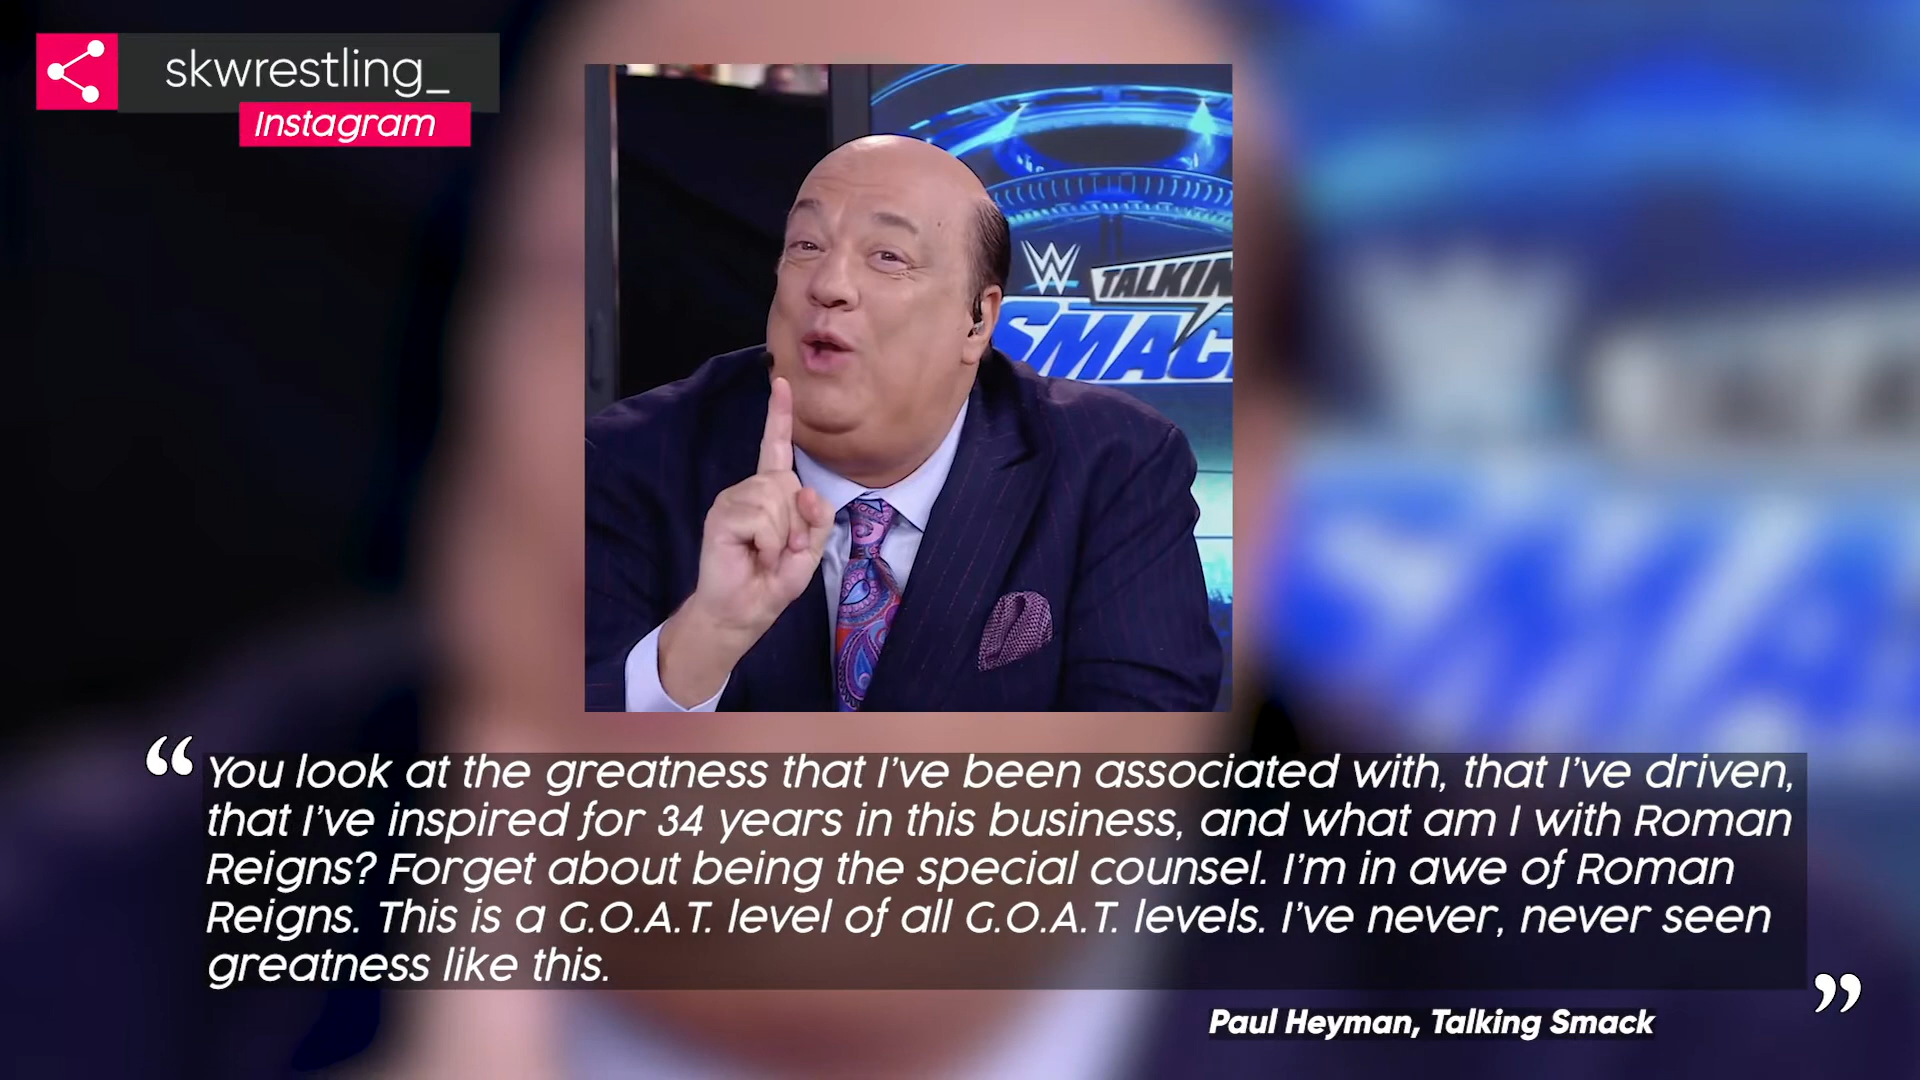 skwrestling_
Instagram
W
TALKIN
SMAC
“You look at the greatness that I’ve been associated with, that I’ve driven,
that I’ve inspired for 34 years in this business, and what am I with Roman
Reigns? Forget about being the special counsel. I’m in awe of Roman
Reigns. This is a G.O.A.T. level of all G.O.A.T. levels. I’ve never, never seen
greatness like this.”
Paul Heyman, Talking Smack